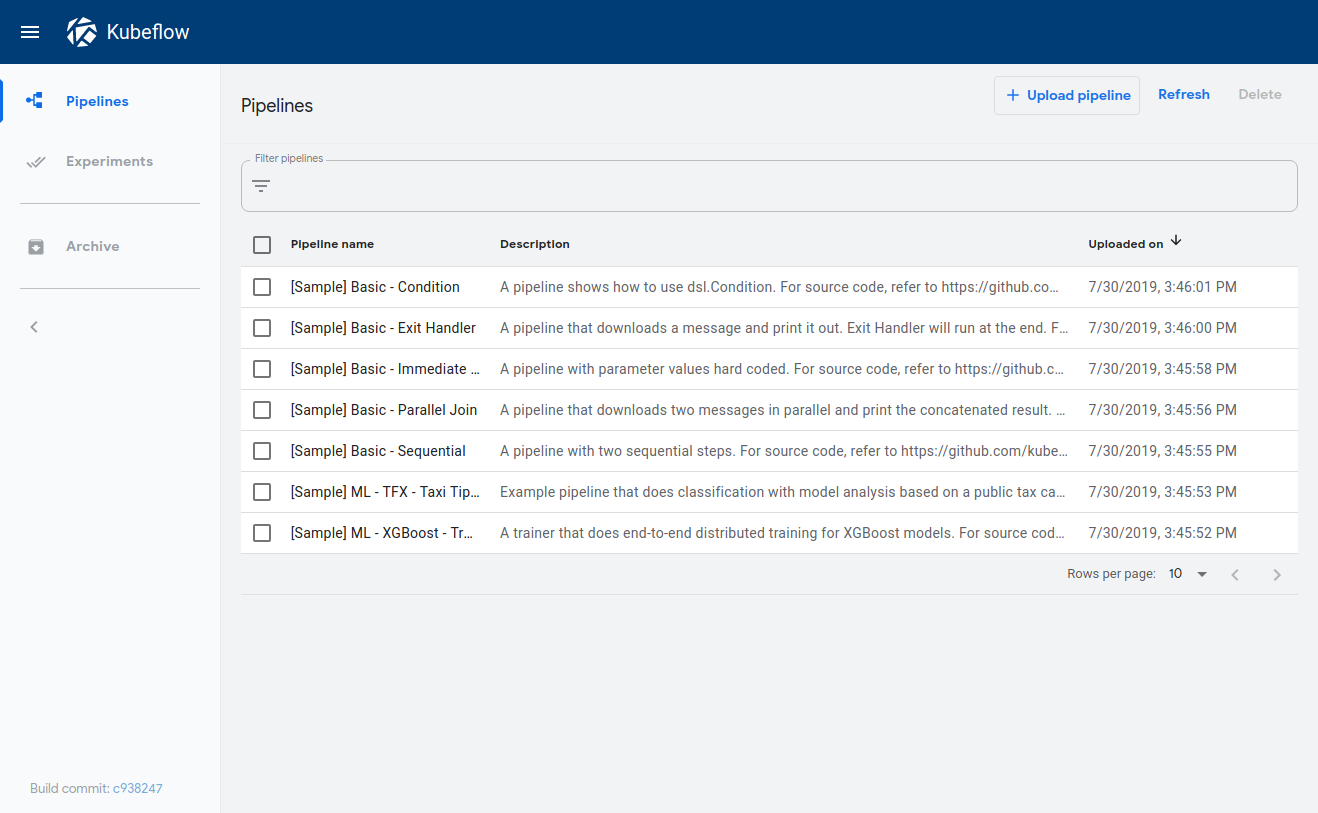 Kubeflow
Pipelines
Experiments
Archive
Build commit: c938247
Pipelines
Upload pipeline Refresh Delete
Filter pipelines
Pipeline name Description Uploaded on
[Sample] Basic - Condition A pipeline shows how to use dsl.Condition. For source code, refer to https://github.co... 7/30/2019, 3:46:01 PM
[Sample] Basic - Exit Handler A pipeline that downloads a message and print it out. Exit Handler will run at the end. F... 7/30/2019, 3:46:00 PM
[Sample] Basic - Immediate ... A pipeline with parameter values hard coded. For source code, refer to https://github.c... 7/30/2019, 3:45:58 PM
[Sample] Basic - Parallel Join A pipeline that downloads two messages in parallel and print the concatenated result. ... 7/30/2019, 3:45:56 PM
[Sample] Basic - Sequential A pipeline with two sequential steps. For source code, refer to https://github.com/kube... 7/30/2019, 3:45:55 PM
[Sample] ML - TFX - Taxi Tip... Example pipeline that does classification with model analysis based on a public tax ca... 7/30/2019, 3:45:53 PM
[Sample] ML - XGBoost - Tr... A trainer that does end-to-end distributed training for XGBoost models. For source cod... 7/30/2019, 3:45:52 PM
Rows per page: 10